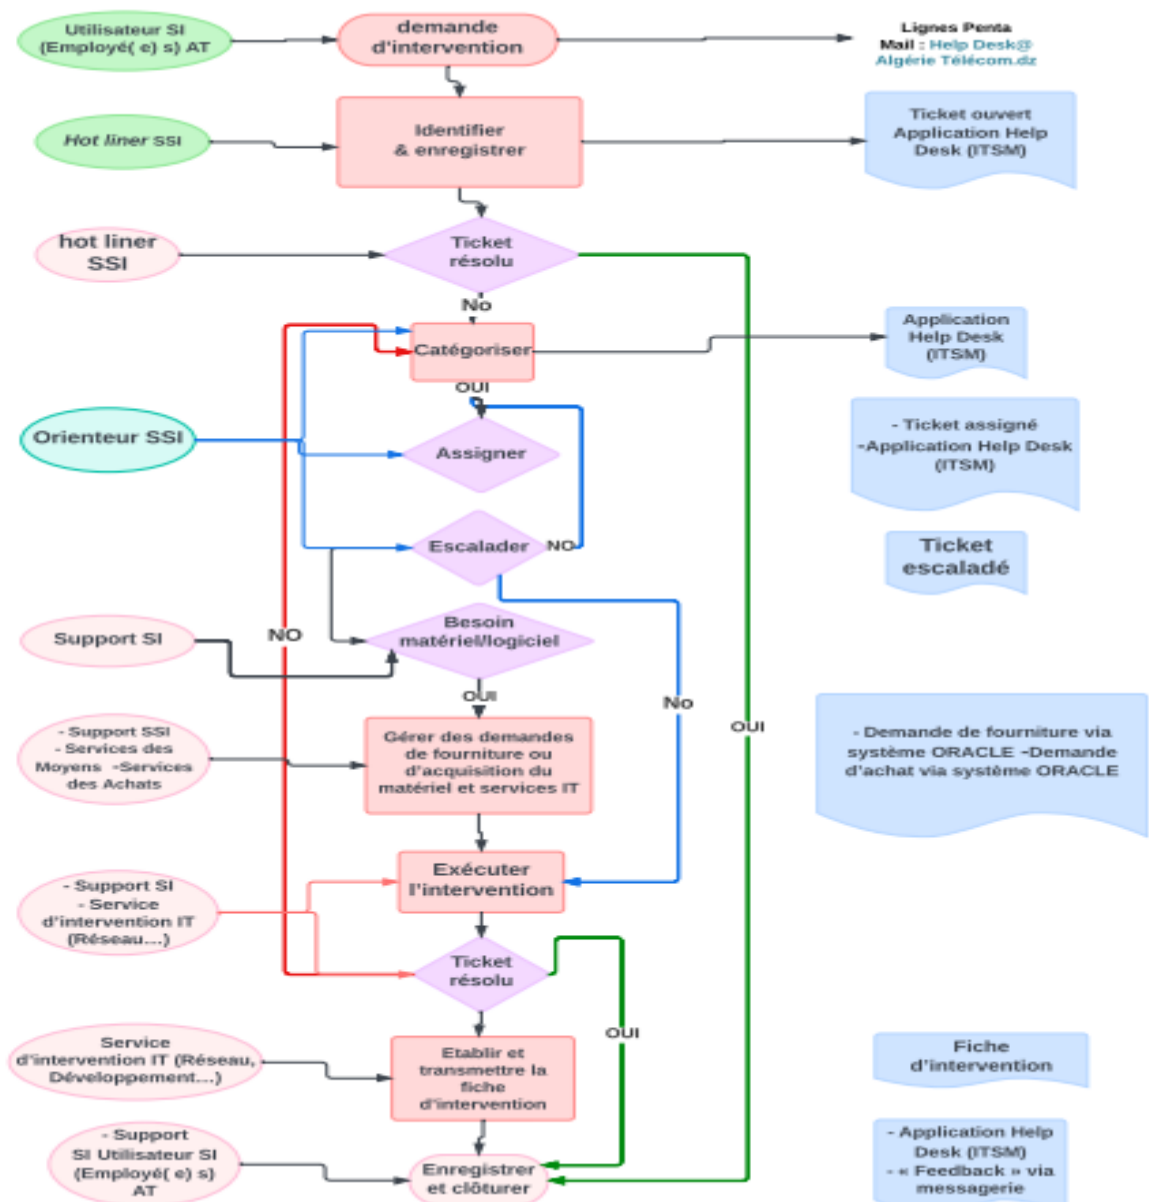 Utilisateur SI
(Employé( e) s) AT
demande
d'intervention
Lignes Penta
Mail : Help Desk@
Algérie Télécom.dz
Hot liner SSI
Identifier
& enregistrer
Ticket ouvert
Application Help
Desk (ITSM)
hot liner
SSI
Ticket
résolu
No
Catégoriser
Application
Help Desk
(ITSM)
OUI
Orienteur SSI
Assigner
- Ticket assigné
-Application Help Desk
(ITSM)
Escalader
NO
Ticket
escaladé
Support SI
NO
Besoin
matériel/logiciel
OUI
No
OUI
- Support SSI
- Services des
Moyens -Services
des Achats
Gérer des demandes
de fourniture ou
d'acquisition du
matériel et services IT
- Demande de fourniture via
système ORACLE -Demande
d'achat via système ORACLE
- Support SI
- Service
d'intervention IT
(Réseau...)
Exécuter
l'intervention
Ticket
résolu
OUI
Service
d'intervention IT (Réseau,
Développement...)
Etablir et
transmettre la
fiche
d'intervention
Fiche
d'intervention
- Support
SI Utilisateur SI
(Employé( e) s)
AT
Enregistrer
et clôturer
- Application Help
Desk (ITSM)
- « Feedback » via
messagerie